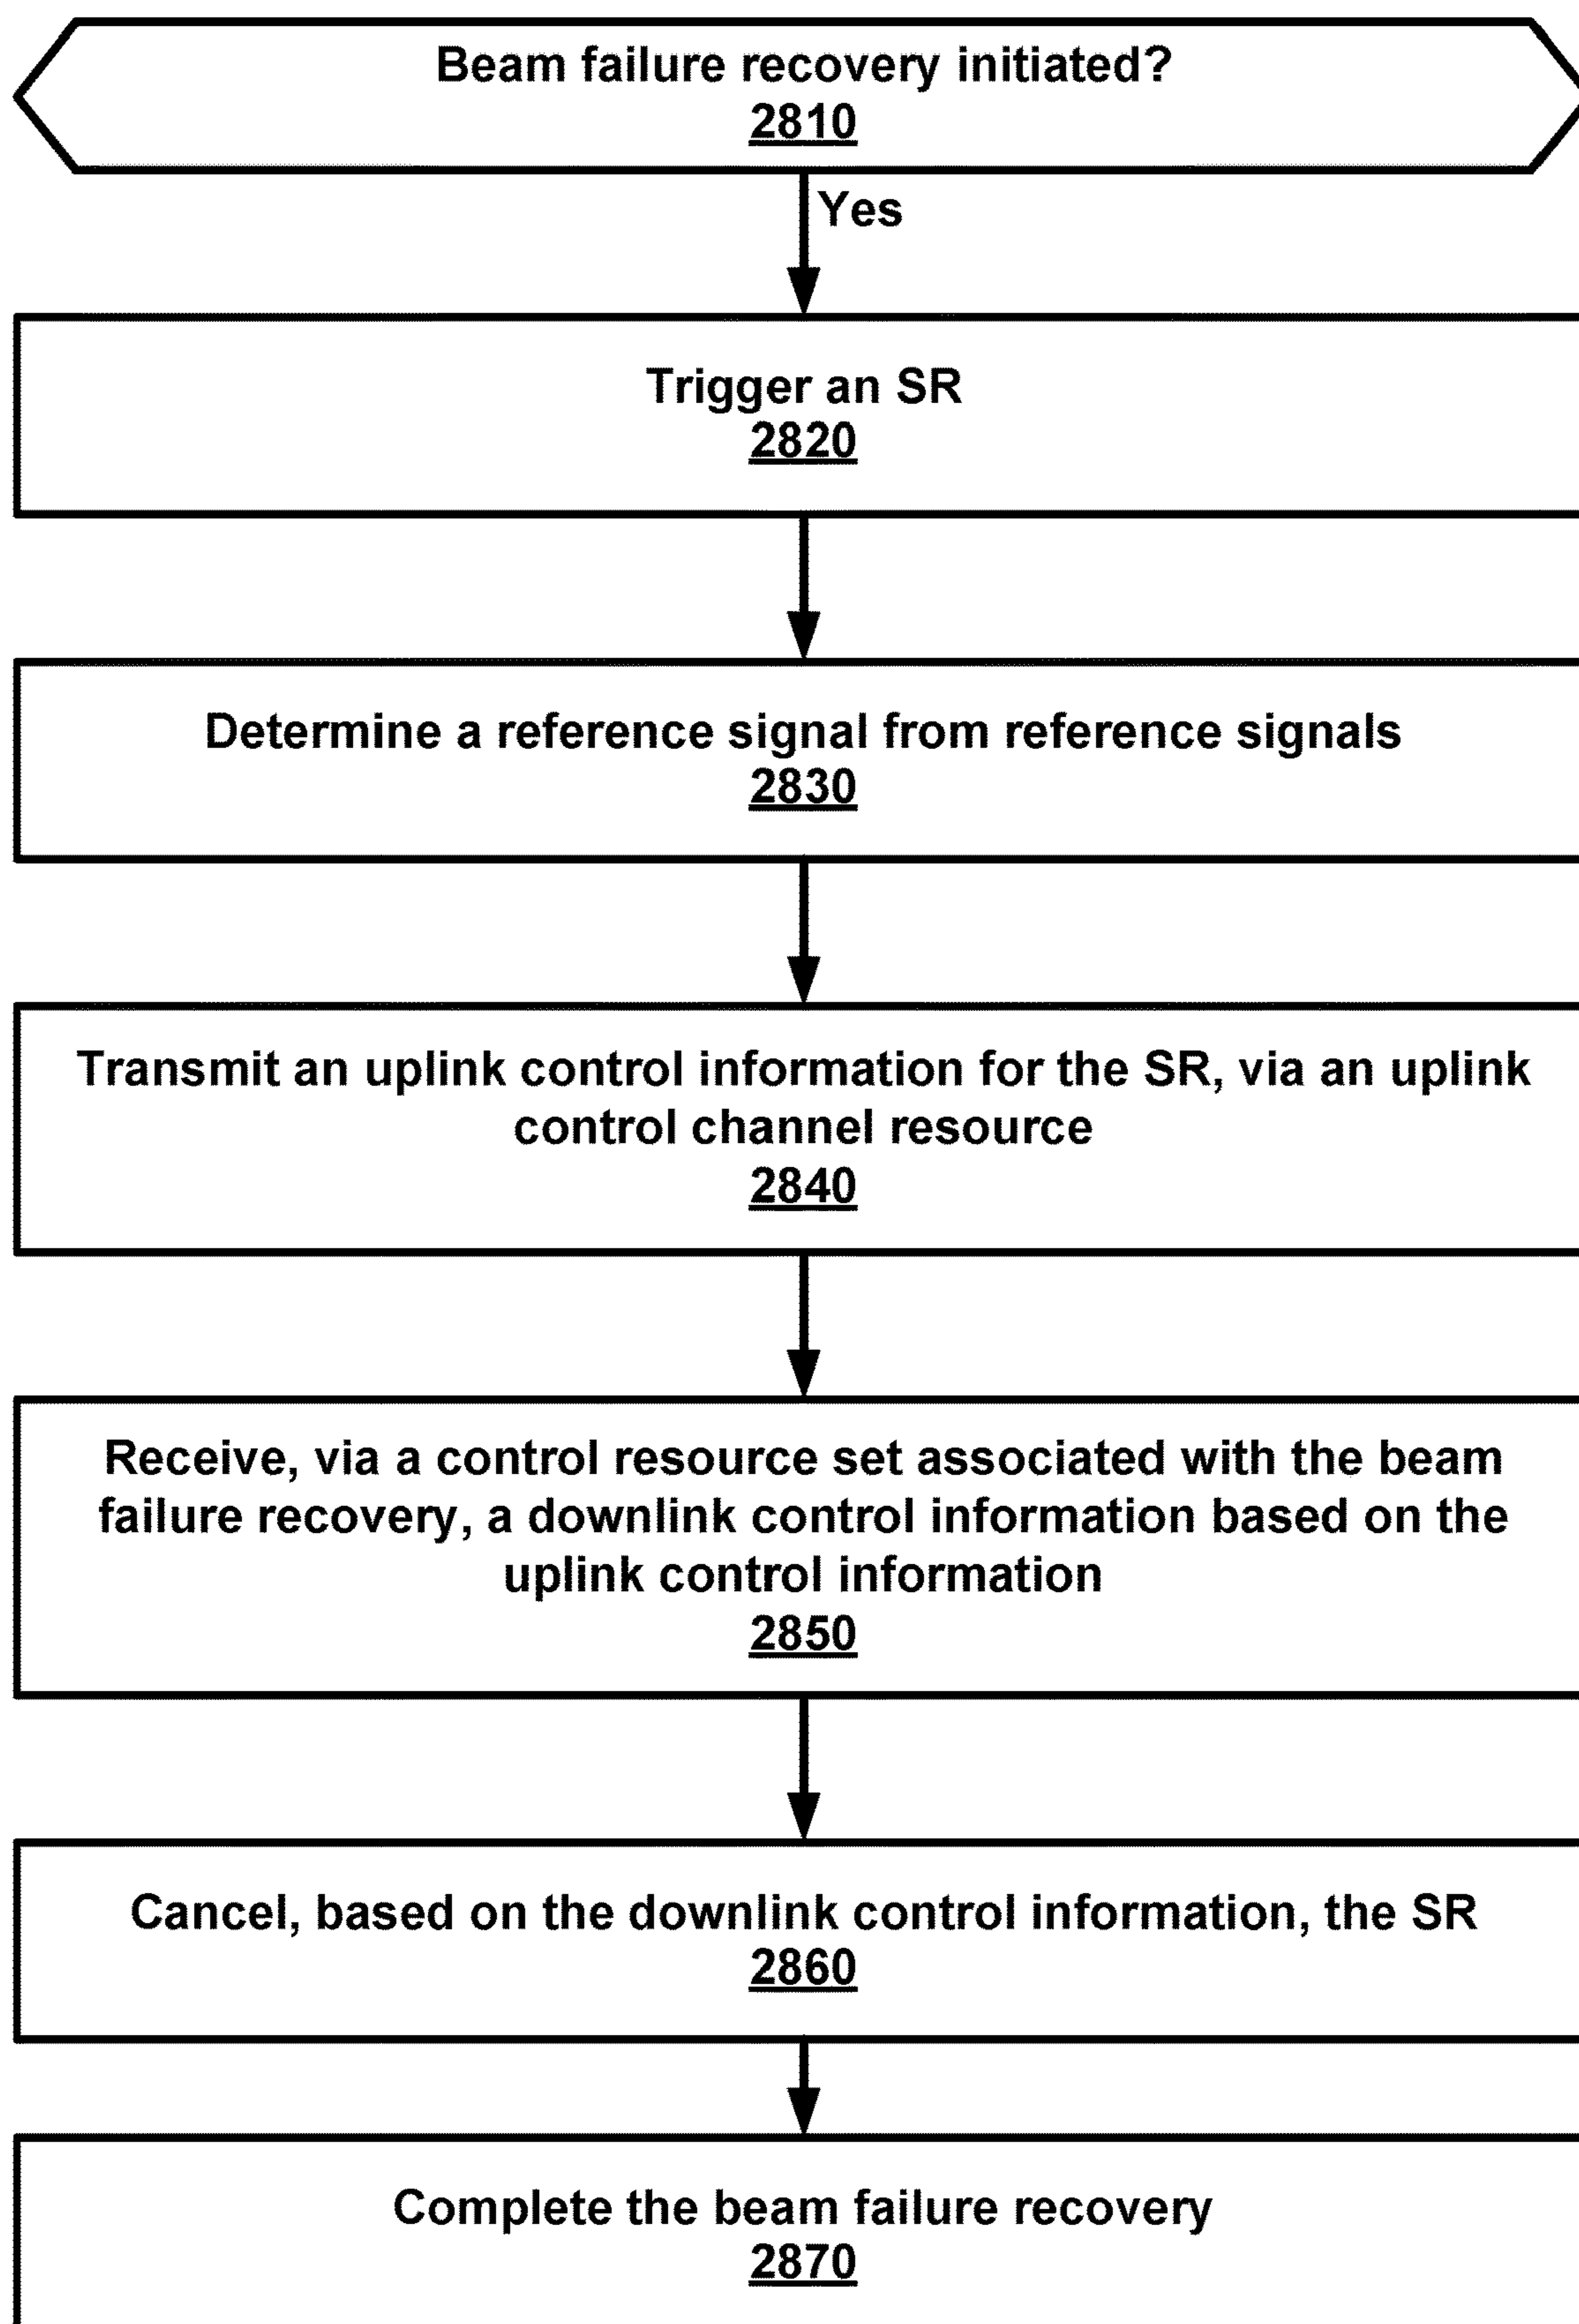 Beam failure recovery initiated?
2810
Yes
Trigger an SR
2820
Determine a reference signal from reference signals
2830
Transmit an uplink control information for the SR, via an uplink
control channel resource
2840
Receive, via a control resource set associated with the beam
failure recovery, a downlink control information based on the
uplink control information
2850
Cancel, based on the downlink control information, the SR
2860
Complete the beam failure recovery
2870